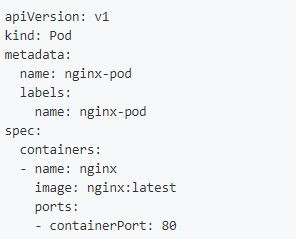 apiVersion: v1
kind: Pod
metadata:
  name: nginx-pod
  labels:
    name: nginx-pod
spec:
  containers:
  - name: nginx
    image: nginx:latest
    ports:
    - containerPort: 80